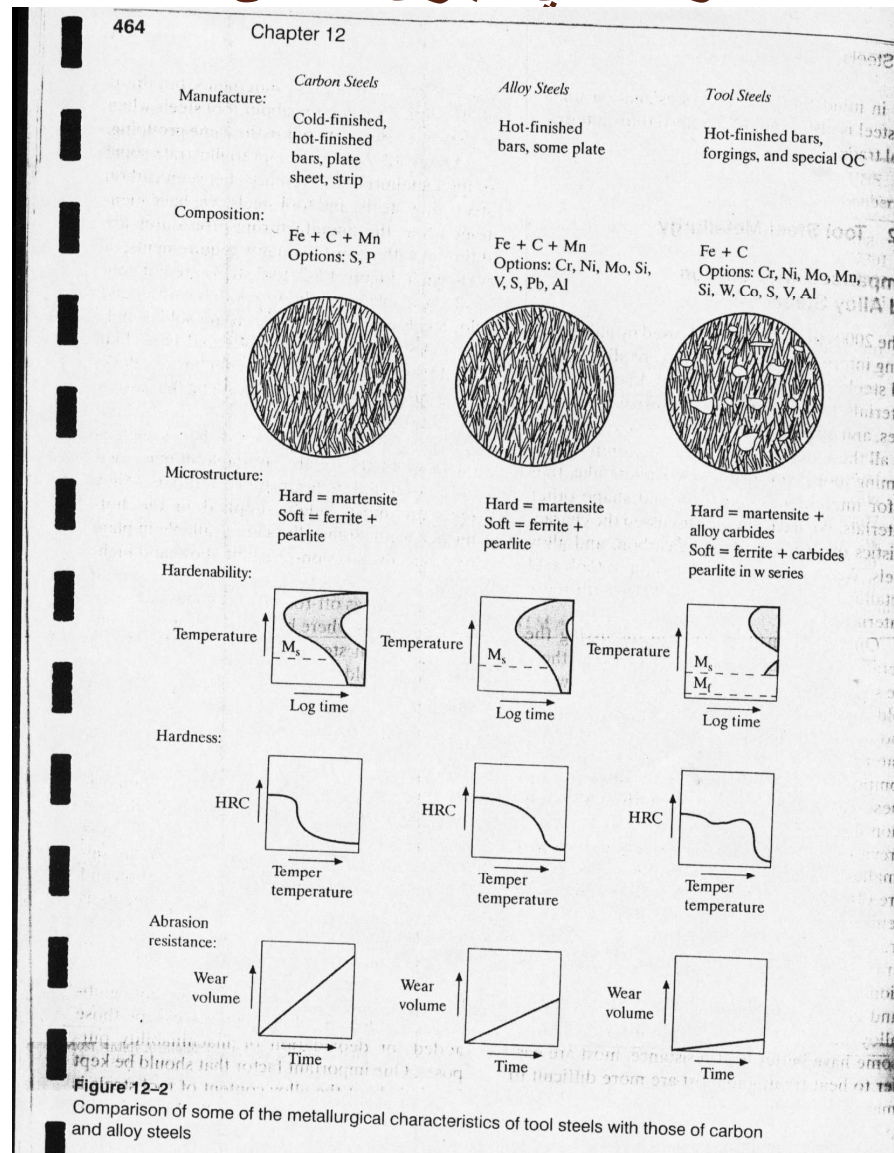 464
Chapter 12
Carbon Steels
Alloy Steels
Tool Steels
Manufacture:
Cold-finished,
hot-finished
bars, plate
sheet, strip
Hot-finished
bars, some plate
Hot-finished bars,
forgings, and special QC
Composition:
Fe + C + Mn
Options: S, P
Fe + C + Mn
Options: Cr, Ni, Mo, Si,
V, S, Pb, Al
Fe + C
Options: Cr, Ni, Mo, Mn,
Si, W, Co, S, V, Al
Microstructure:
Hard = martensite
Soft = ferrite +
pearlite
Hard = martensite
Soft = ferrite +
pearlite
Hard = martensite +
alloy carbides
Soft = ferrite + carbides
pearlite in w series
Hardenability:
Temperature
Ms
Log time
Temperature
Ms
Log time
Temperature
Ms
Mf
Log time
Hardness:
HRC
Temper
temperature
HRC
Temper
temperature
HRC
Temper
temperature
Abrasion
resistance:
Wear
volume
Time
Wear
volume
Time
Wear
volume
Time
Figure 12–2
Comparison of some of the metallurgical characteristics of tool steels with those of carbon
and alloy steels